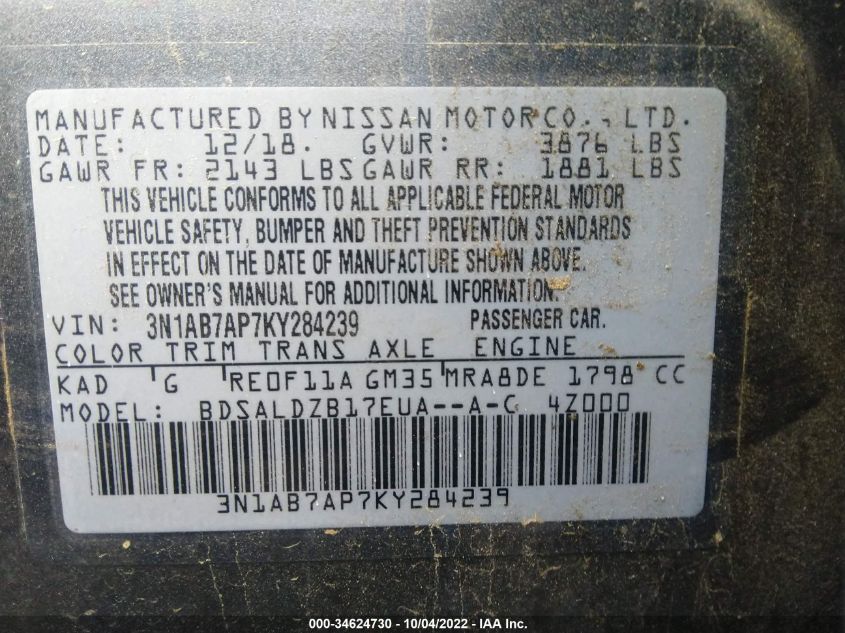 MANUFACTURED BY NISSAN MOTOR CO., LTD.
DATE: 12/18. GVWR: 3876 LBS
GAWR FR: 2143 LBS GAWR RR: 1881 LBS
THIS VEHICLE CONFORMS TO ALL APPLICABLE FEDERAL MOTOR
VEHICLE SAFETY, BUMPER AND THEFT PREVENTION STANDARDS
IN EFFECT ON THE DATE OF MANUFACTURE SHOWN ABOVE.
SEE OWNER'S MANUAL FOR ADDITIONAL INFORMATION.
VIN: 3N1AB7AP7KY284239 PASSENGER CAR.
COLOR TRIM TRANS AXLE ENGINE
KAD G RE0F11A GM35 MRA8DE 1798 CC
MODEL: BDSALDZB17EUA--A-C 4Z000
3N1AB7AP7KY284239
000-34624730 - 10/04/2022 - IAA Inc.